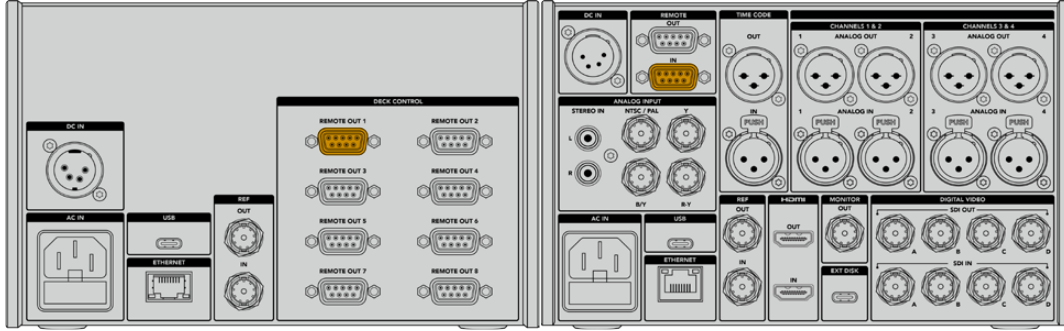 DECK CONTROL
REMOTE OUT 1
REMOTE OUT 2
DC IN
REMOTE OUT 3
REMOTE OUT 4
REF
AC IN
USB
OUT
REMOTE OUT 5
REMOTE OUT 6
ETHERNET
IN
REMOTE OUT 7
REMOTE OUT 8
DC IN
REMOTE
OUT
IN
TIME CODE
OUT
IN
PUSH
CHANNELS 1 & 2
1 ANALOG OUT 2
1 ANALOG IN 2
PUSH PUSH
CHANNELS 3 & 4
3 ANALOG OUT 4
3 ANALOG IN 4
PUSH PUSH
ANALOG INPUT
STEREO IN NTSC / PAL Y
L
R
B/Y B-Y
AC IN
USB
ETHERNET
REF
OUT
IN
HDMI
OUT
IN
MONITOR
OUT
EXT DISK
DIGITAL VIDEO
SDI OUT
A B C D
SDI IN
A B C D